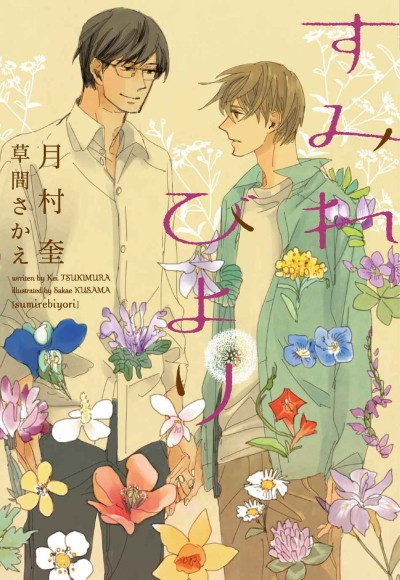 すみれ
びより
月村奎
草間さかえ
written by Kei TSUKIMURA
illustrated by Sakae KUSAMA
[sumirebiyori]